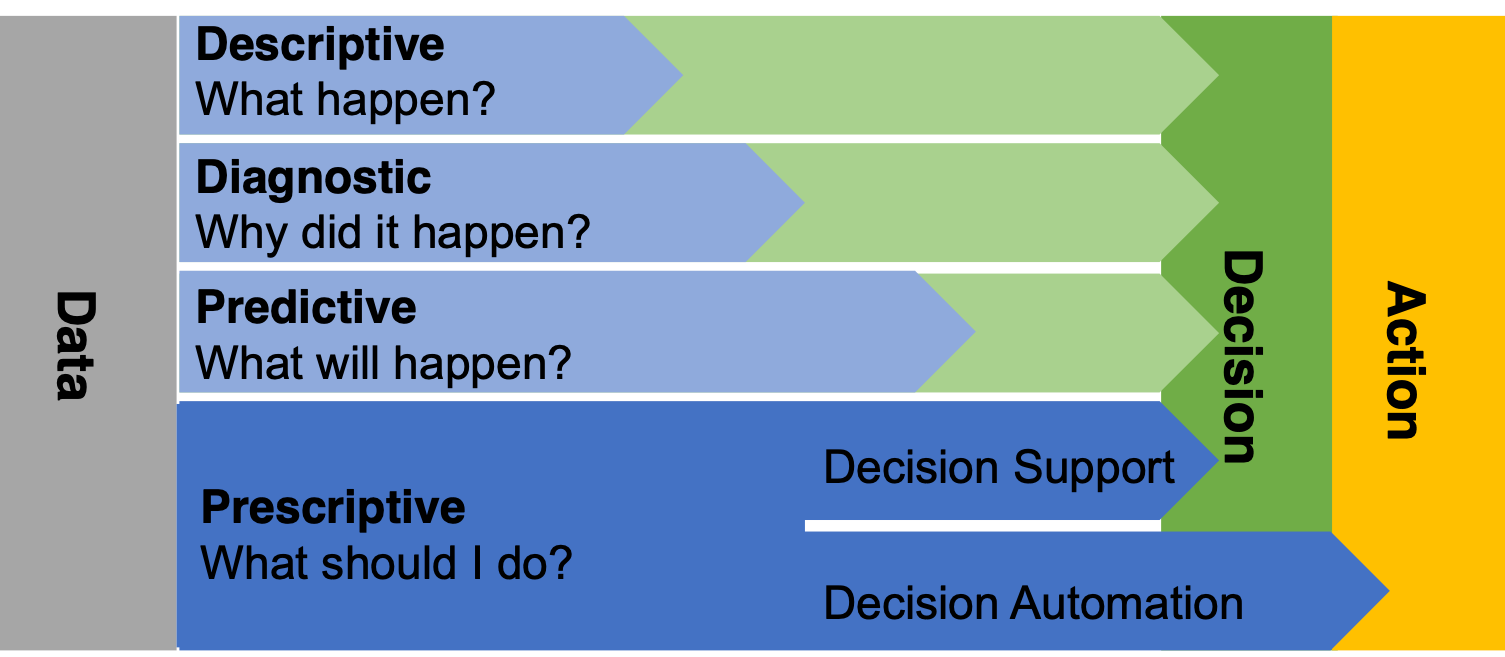 Data
Descriptive
What happen?
Diagnostic
Why did it happen?
Predictive
What will happen?
Prescriptive
What should I do?
Decision Support
Decision Automation
Decision
Action